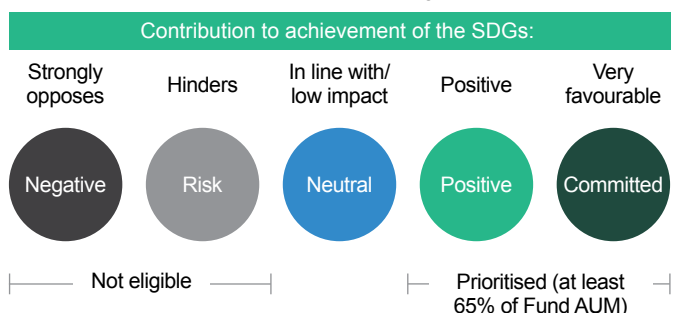 Contribution to achievement of the SDGs:
Strongly
opposes
Hinders
In line with/
low impact
Positive
Very
favourable
Negative
Risk
Neutral
Positive
Committed
Not eligible
Prioritised (at least
65% of Fund AUM)